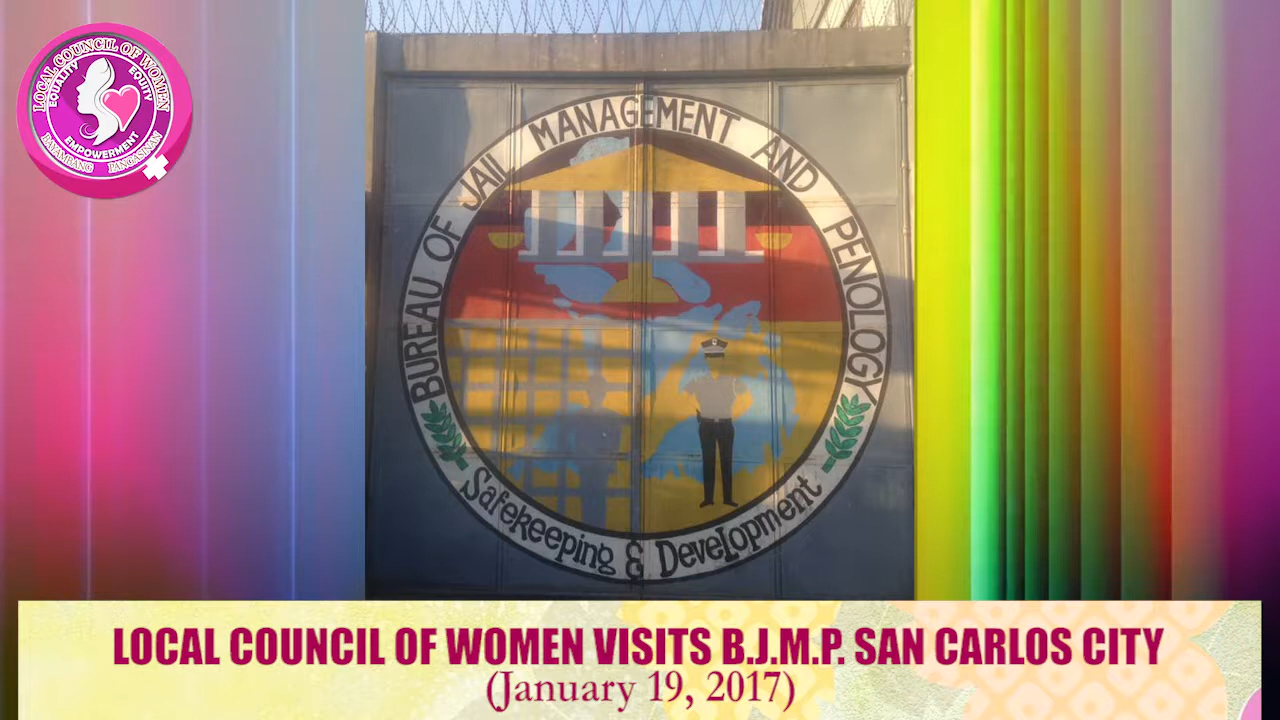 LOCAL COUNCIL OF WOMEN
EQUALITY
EQUITY
EMPOWERMENT
BAYAMBANG PANGASINAN
BUREAU OF JAIL MANAGEMENT AND PENOLOGY
Safekeeping & Development
LOCAL COUNCIL OF WOMEN VISITS B.J.M.P. SAN CARLOS CITY
(January 19, 2017)